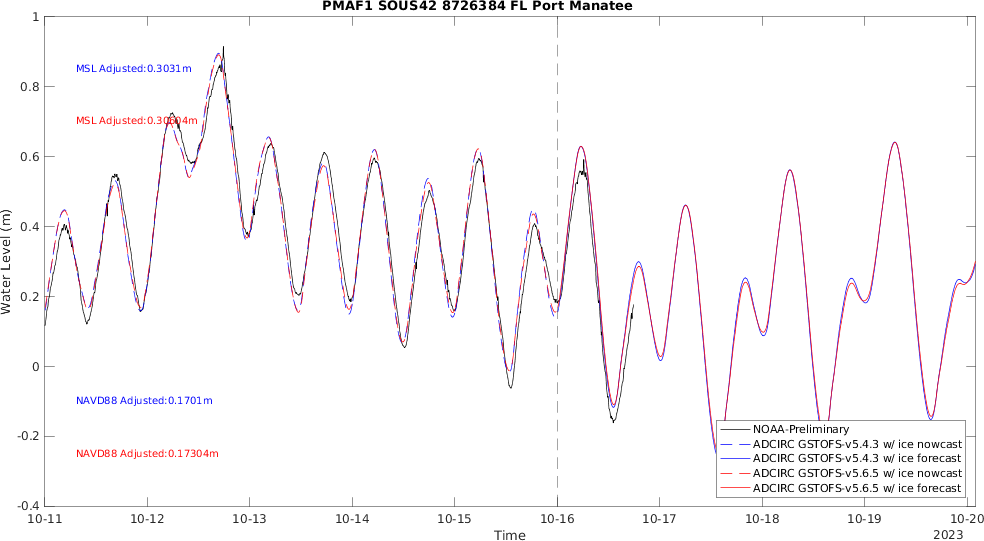 PMAF1 SOUS42 8726384 FL Port Manatee
Water Level (m)
1
0.8
0.6
0.4
0.2
0
-0.2
-0.4
MSL Adjusted:0.3031m
MSL Adjusted:0.30604m
NAVD88 Adjusted:0.1701m
NAVD88 Adjusted:0.17304m
NOAA-Preliminary
ADCIRC GSTOFS-v5.4.3 w/ ice nowcast
ADCIRC GSTOFS-v5.4.3 w/ ice forecast
ADCIRC GSTOFS-v5.6.5 w/ ice nowcast
ADCIRC GSTOFS-v5.6.5 w/ ice forecast
10-11 10-12 10-13 10-14 10-15 10-16 10-17 10-18 10-19 10-20
Time
2023